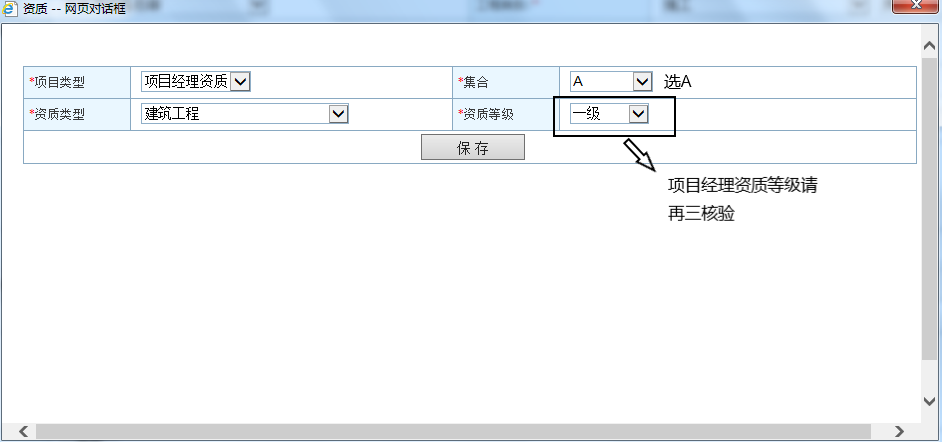 资质 -- 网页对话框
*项目类型 项目经理资质 *集合 A 选A
*资质类型 建筑工程 *资质等级 一级
保 存
项目经理资质等级请
再三核验